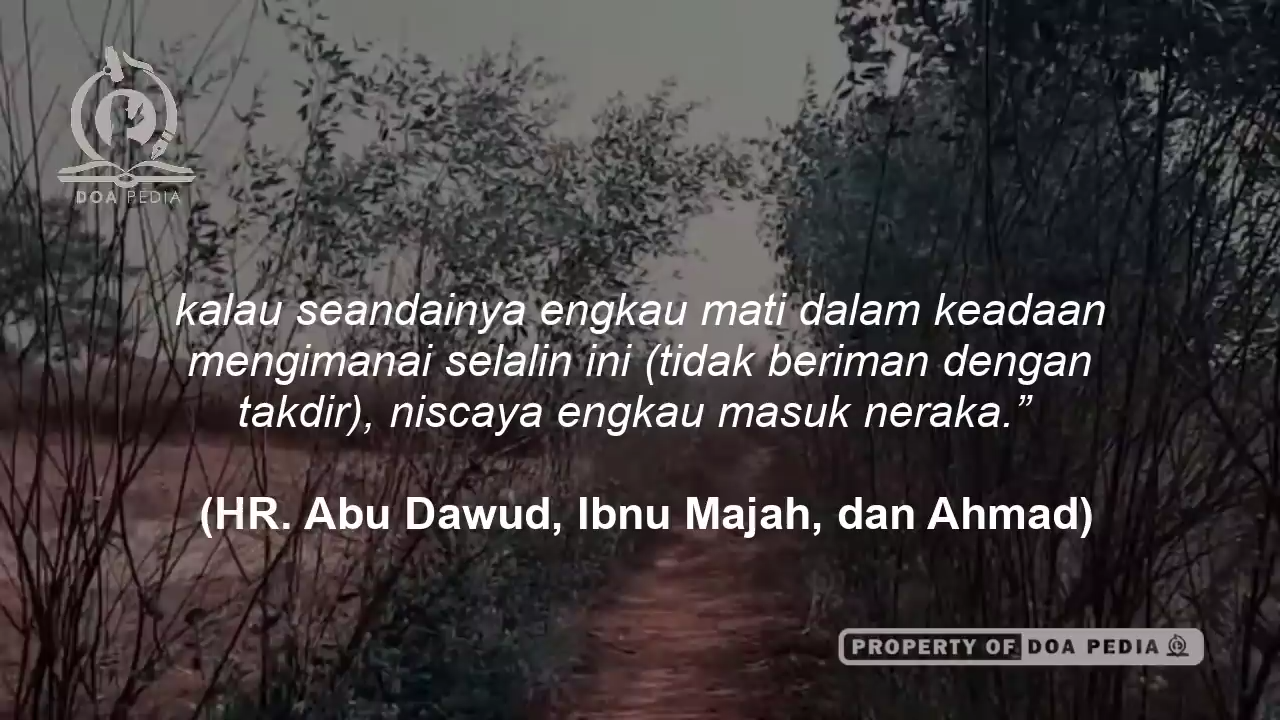 DOA PEDIA
kalau seandainya engkau mati dalam keadaan
mengimanai selalin ini (tidak beriman dengan
takdir), niscaya engkau masuk neraka.”
(HR. Abu Dawud, Ibnu Majah, dan Ahmad)
PROPERTY OF DOA PEDIA